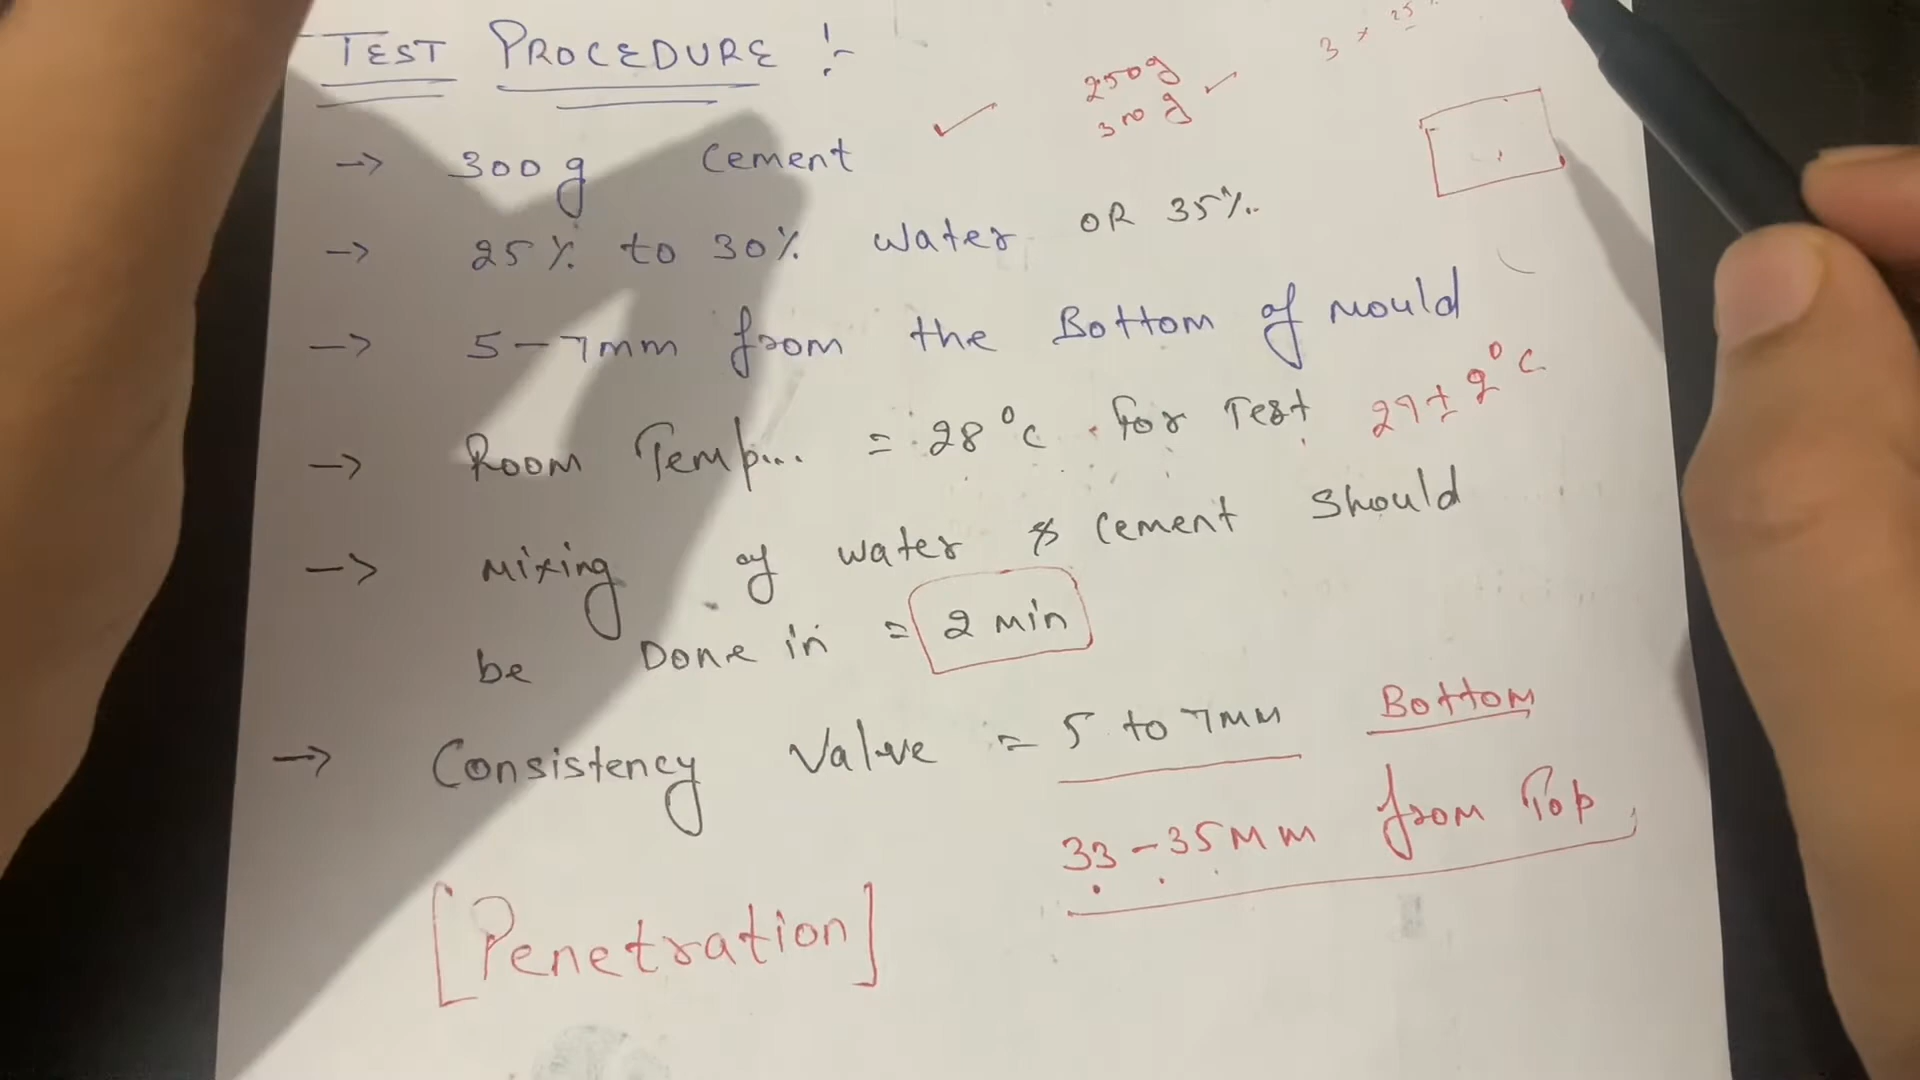 TEST PROCEDURE :-
250g
300g
3 × 25
→ 300g Cement
→ 25% to 30% water OR 35%.
→ 5-7mm from the Bottom of mould
→ Room Temp... = 28°c for Test 27±2°c
→ Mixing of water & Cement Should
be Done in = 2 min
→ Consistency Value = 5 to 7mm Bottom
33-35mm from Top
[Penetration]